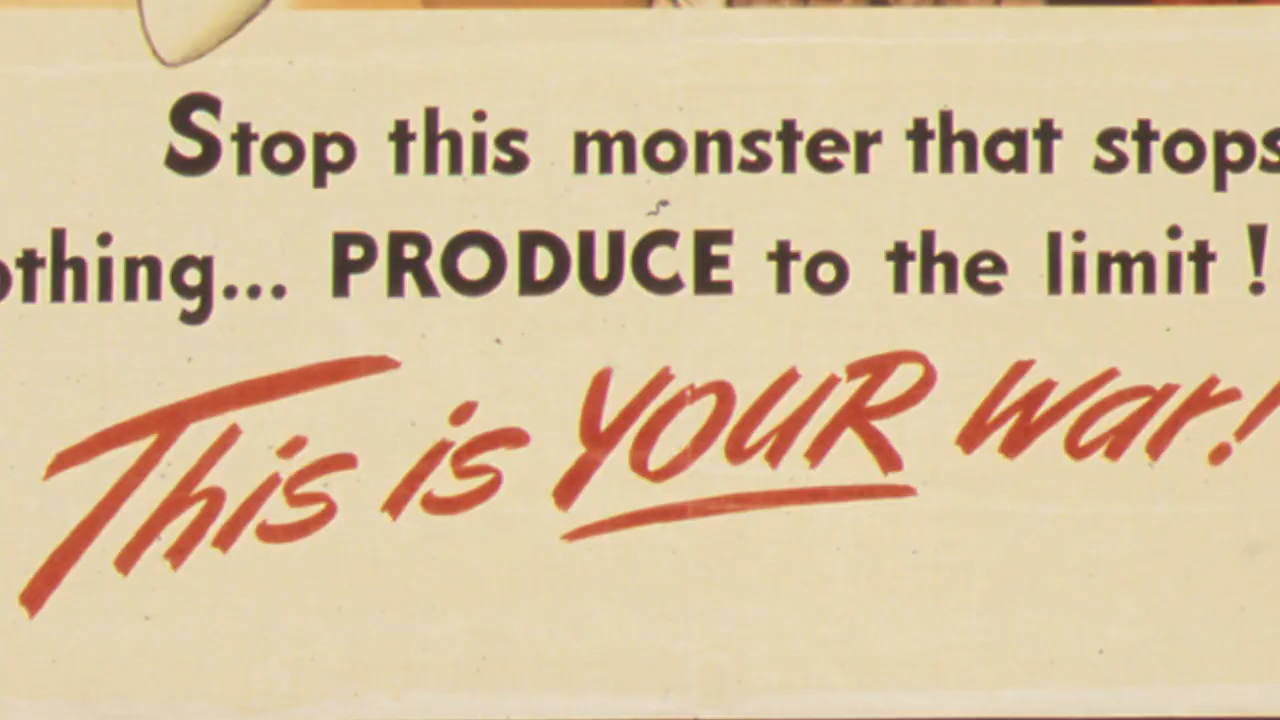 Stop this monster that stops
othing... PRODUCE to the limit !
This is YOUR war!